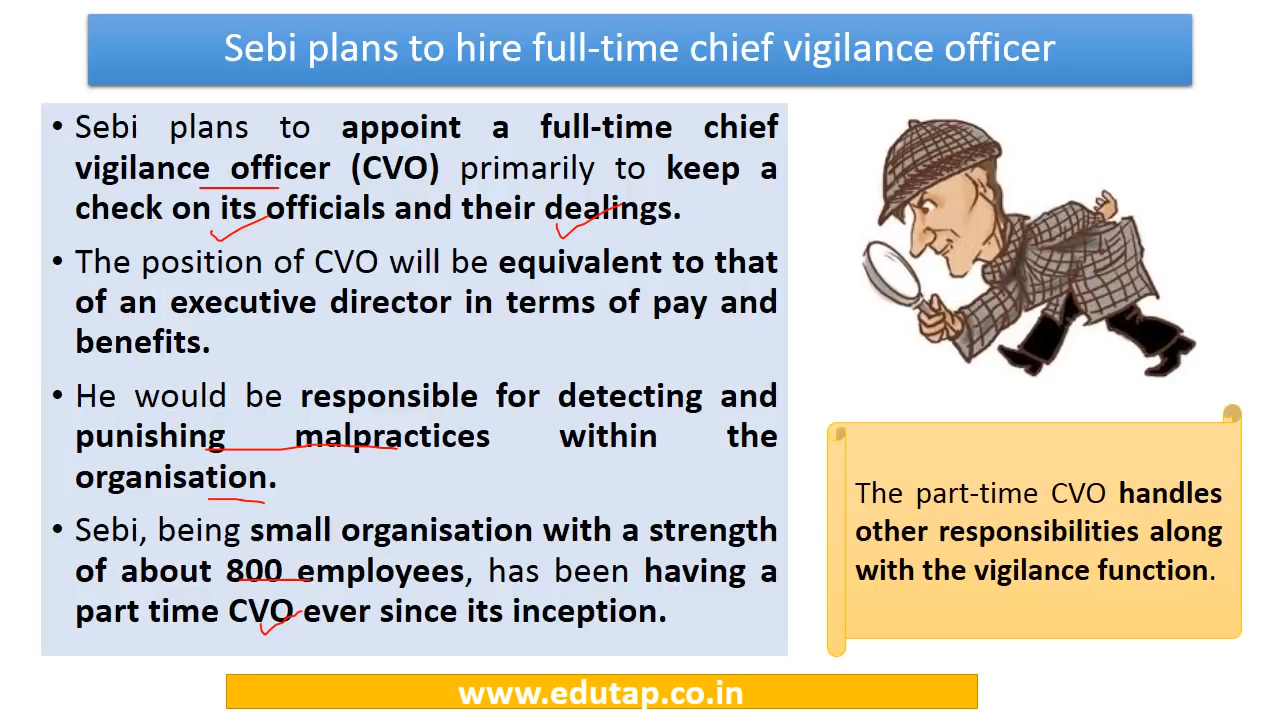 Sebi plans to hire full-time chief vigilance officer
• Sebi plans to appoint a full-time chief
vigilance officer (CVO) primarily to keep a
check on its officials and their dealings.
• The position of CVO will be equivalent to that
of an executive director in terms of pay and
benefits.
• He would be responsible for detecting and
punishing malpractices within the
organisation.
• Sebi, being small organisation with a strength
of about 800 employees, has been having a
part time CVO ever since its inception.
The part-time CVO handles
other responsibilities along
with the vigilance function.
www.edutap.co.in